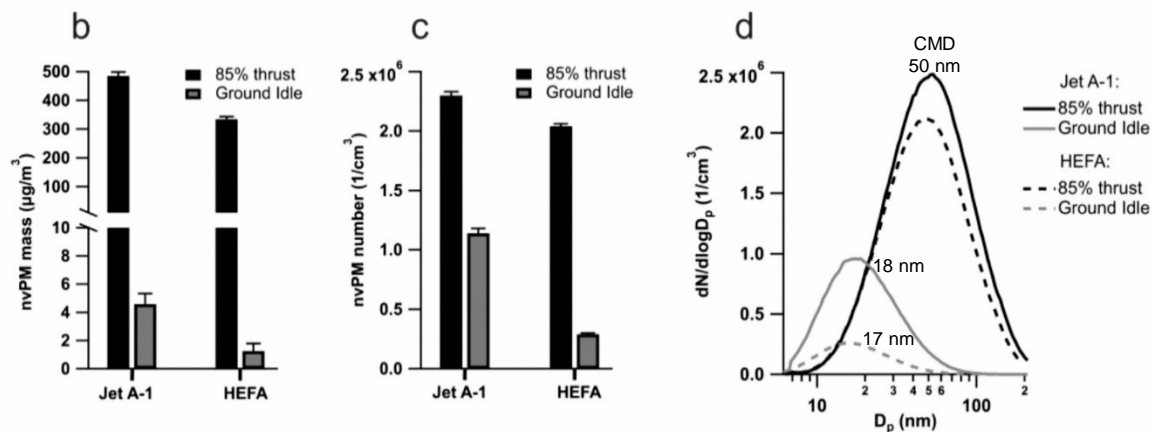 b
500
400
300
200
100
10
8
6
4
2
0
nvPM mass (µg/m³)
85% thrust
Ground Idle
Jet A-1
HEFA
c
2.5 x10⁶
2.0
1.5
1.0
0.5
0.0
nvPM number (1/cm³)
85% thrust
Ground Idle
Jet A-1
HEFA
d
CMD
50 nm
2.5 x10⁶
2.0
1.5
1.0
0.5
0.0
dN/dlogDₚ (1/cm³)
18 nm
17 nm
10
2
3
4
5
6
100
2
Dₚ (nm)
Jet A-1:
85% thrust
Ground Idle
HEFA:
85% thrust
Ground Idle